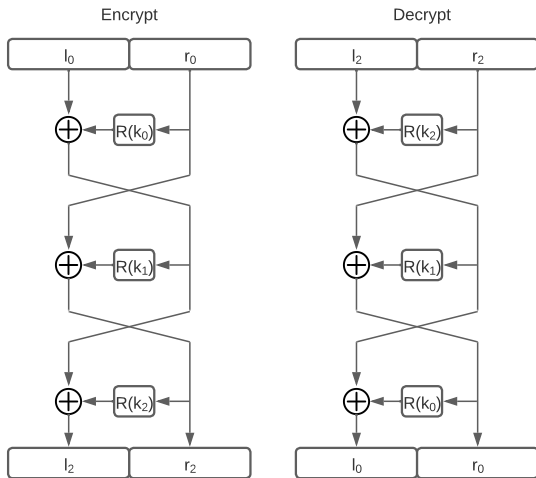 Encrypt Decrypt
l₀ r₀ l₂ r₂
R(k₀) R(k₂)
R(k₁) R(k₁)
R(k₂) R(k₀)
l₂ r₂ l₀ r₀